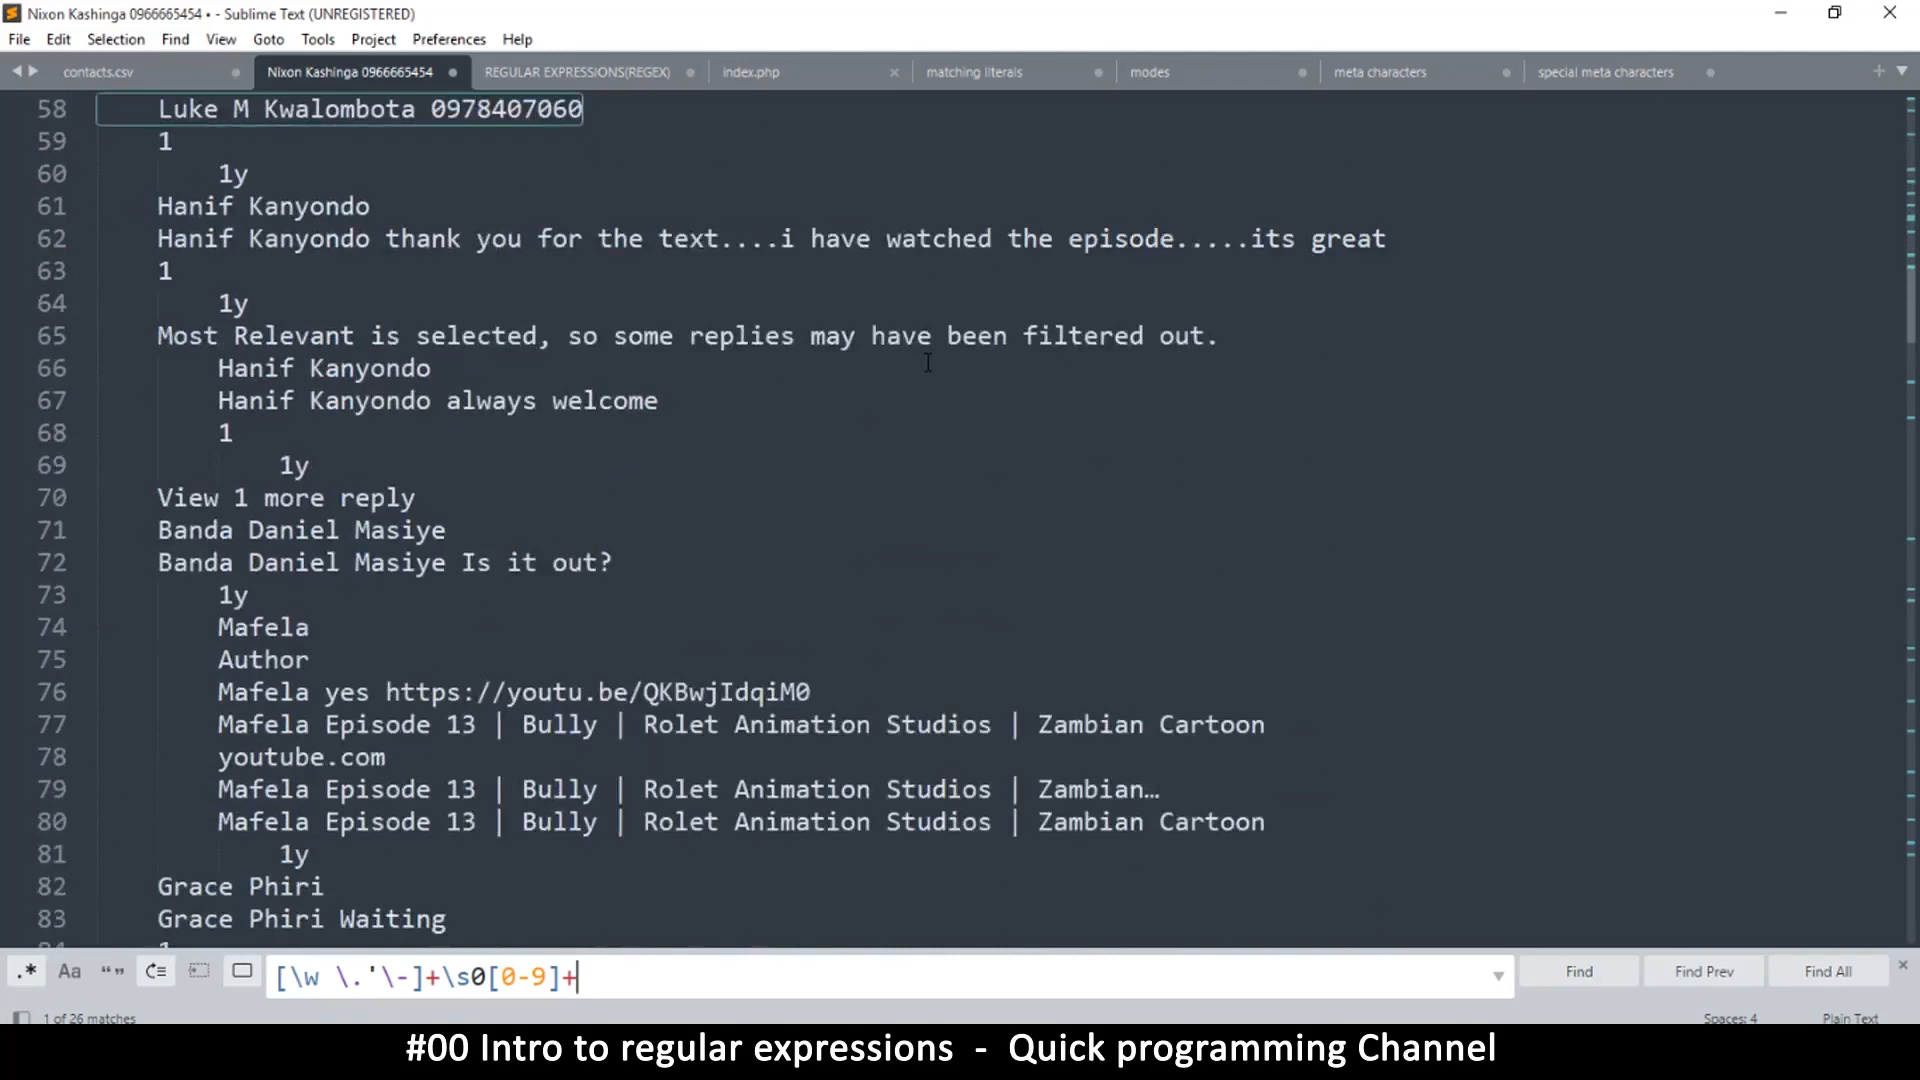 Nixon Kashinga 0966665454 • - Sublime Text (UNREGISTERED)
File Edit Selection Find View Goto Tools Project Preferences Help
contacts.csv Nixon Kashinga 0966665454 REGULAR EXPRESSIONS(REGEX) index.php matching literals modes meta characters special meta characters
58 Luke M Kwalombota 0978407060
59 1
60 1y
61 Hanif Kanyondo
62 Hanif Kanyondo thank you for the text....i have watched the episode.....its great
63 1
64 1y
65 Most Relevant is selected, so some replies may have been filtered out.
66 Hanif Kanyondo
67 Hanif Kanyondo always welcome
68 1
69 1y
70 View 1 more reply
71 Banda Daniel Masiye
72 Banda Daniel Masiye Is it out?
73 1y
74 Mafela
75 Author
76 Mafela yes https://youtu.be/QKBwjIdqiM0
77 Mafela Episode 13 | Bully | Rolet Animation Studios | Zambian Cartoon
78 youtube.com
79 Mafela Episode 13 | Bully | Rolet Animation Studios | Zambian…
80 Mafela Episode 13 | Bully | Rolet Animation Studios | Zambian Cartoon
81 1y
82 Grace Phiri
83 Grace Phiri Waiting
84 1
.* Aa “” [\w \.'\-]+\s0[0-9]+ Find Find Prev Find All
1 of 26 matches Spaces: 4 Plain Text
#00 Intro to regular expressions - Quick programming Channel